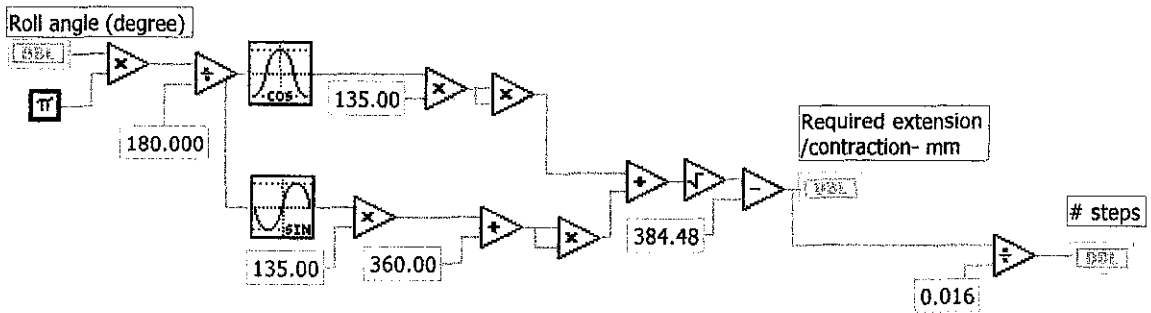 Roll angle (degree)
DBL
π
×
÷
180.000
COS
135.00
×
×
SIN
135.00
×
360.00
+
×
+
√
384.48
−
Required extension
/contraction- mm
DBL
# steps
÷
0.016
DBL